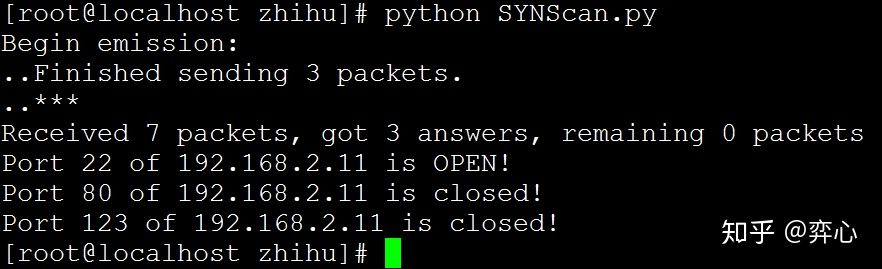 [root@localhost zhihu]# python SYNScan.py
Begin emission:
..Finished sending 3 packets.
..***
Received 7 packets, got 3 answers, remaining 0 packets
Port 22 of 192.168.2.11 is OPEN!
Port 80 of 192.168.2.11 is closed!
Port 123 of 192.168.2.11 is closed!
[root@localhost zhihu]#
知乎 @弈心